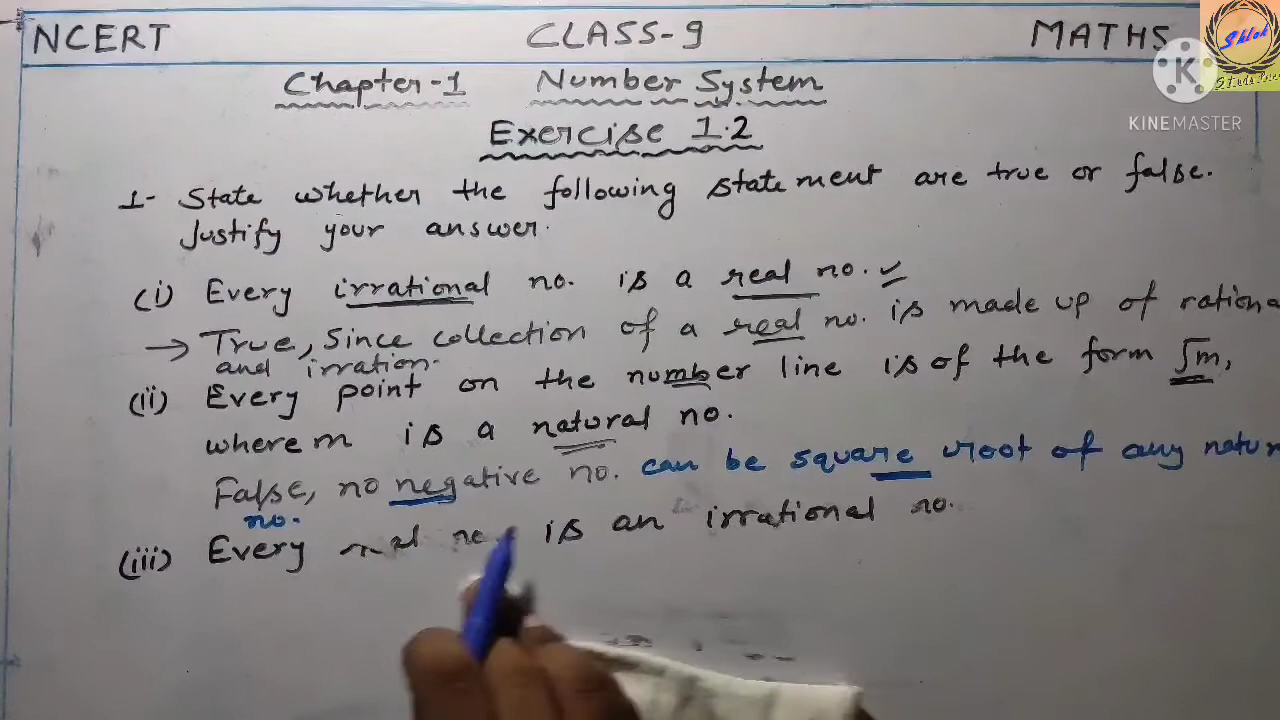 NCERT CLASS-9 MATHS
Shlok
KINEMASTER
Chapter-1 Number System
Exercise 1.2
1- State whether the following statement are true or false.
Justify your answer.
(i) Every irrational no. is a real no. ✓
→ True, Since collection of a real no. is made up of rationa
and irration.
(ii) Every point on the number line is of the form √m,
where m is a natural no.
False, no negative no. can be square root of any natur
no.
(iii) Every real no. is an irrational no.